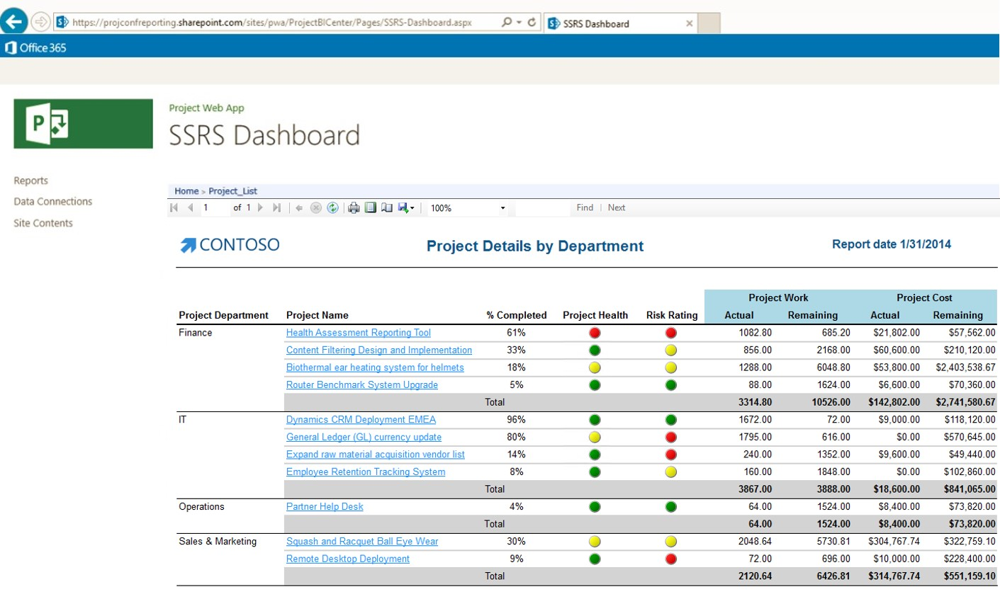 https://projconfreporting.sharepoint.com/sites/pwa/ProjectBICenter/Pages/SSRS-Dashboard.aspx SSRS Dashboard
Office 365
Project Web App
SSRS Dashboard
Reports
Data Connections
Site Contents
Home > Project_List
1 of 1 100% Find | Next
CONTOSO Project Details by Department Report date 1/31/2014
Project Work Project Cost
Project Department Project Name % Completed Project Health Risk Rating Actual Remaining Actual Remaining
Finance Health Assessment Reporting Tool 61% 1082.80 685.20 $21,802.00 $57,562.00
Content Filtering Design and Implementation 33% 856.00 2168.00 $60,600.00 $210,120.00
Biothermal ear heating system for helmets 18% 1288.00 6048.80 $53,800.00 $2,403,538.67
Router Benchmark System Upgrade 5% 88.00 1624.00 $6,600.00 $70,360.00
Total 3314.80 10526.00 $142,802.00 $2,741,580.67
IT Dynamics CRM Deployment EMEA 96% 1672.00 72.00 $9,000.00 $118,120.00
General Ledger (GL) currency update 80% 1795.00 616.00 $0.00 $570,645.00
Expand raw material acquisition vendor list 14% 240.00 1352.00 $9,600.00 $49,440.00
Employee Retention Tracking System 8% 160.00 1848.00 $0.00 $102,860.00
Total 3867.00 3888.00 $18,600.00 $841,065.00
Operations Partner Help Desk 4% 64.00 1524.00 $8,400.00 $73,820.00
Total 64.00 1524.00 $8,400.00 $73,820.00
Sales & Marketing Squash and Racquet Ball Eye Wear 30% 2048.64 5730.81 $304,767.74 $322,759.10
Remote Desktop Deployment 9% 72.00 696.00 $10,000.00 $228,400.00
Total 2120.64 6426.81 $314,767.74 $551,159.10